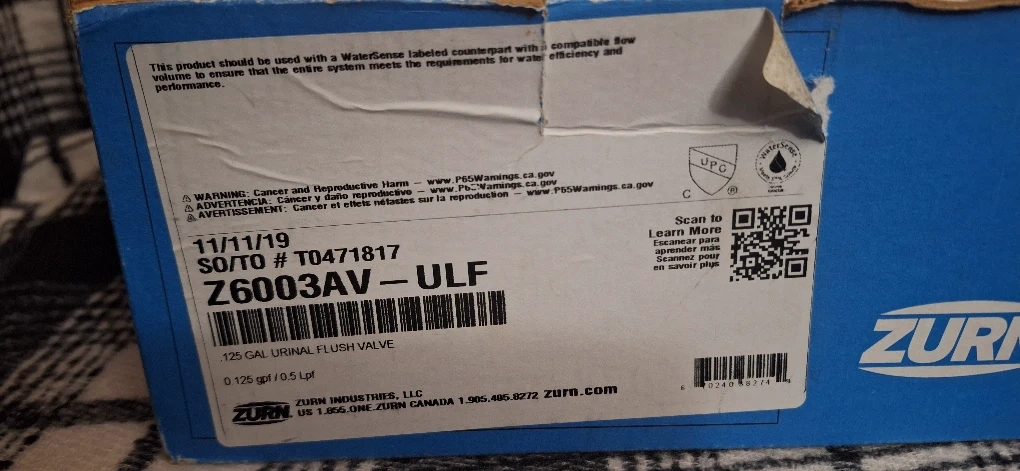 This product should be used with a WaterSense labeled counterpart with a compatible flow
volume to ensure that the entire system meets the requirements for water efficiency and
performance.
UPC
C ®
WaterSense
⚠ WARNING: Cancer and Reproductive Harm – www.P65Warnings.ca.gov
⚠ ADVERTENCIA: Cáncer y daño reproductivo – www.P65Warnings.ca.gov
⚠ AVERTISSEMENT: Cancer et effets néfastes sur la reproduction – www.P65Warnings.ca.gov
11/11/19
SO/TO # T0471817
Z6003AV – ULF
Scan to
Learn More
Escanear para
aprender más
Scannez pour
en savoir plus
.125 GAL URINAL FLUSH VALVE
0.125 gpf / 0.5 Lpf
ZURN INDUSTRIES, LLC
US 1.855.ONE.ZURN CANADA 1.905.405.8272 zurn.com
ZURN
ZURN